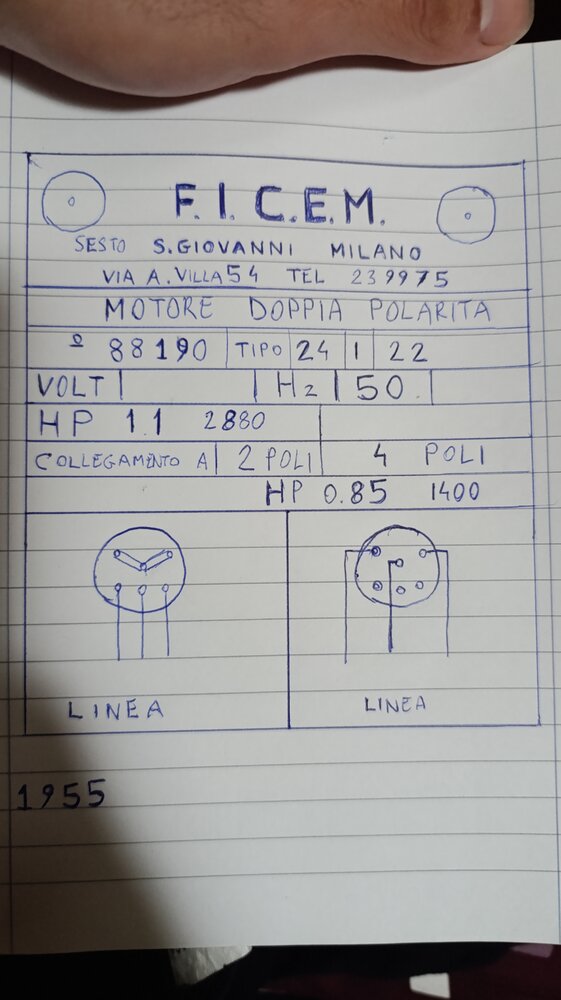 F.I.C.E.M.
SESTO S.GIOVANNI MILANO
VIA A.VILLA 54 TEL 239975
MOTORE DOPPIA POLARITA
º 88190 TIPO 24 1 22
VOLT Hz 50
HP 1.1 2880
COLLEGAMENTO A 2 POLI 4 POLI
HP 0.85 1400
LINEA LINEA
1955